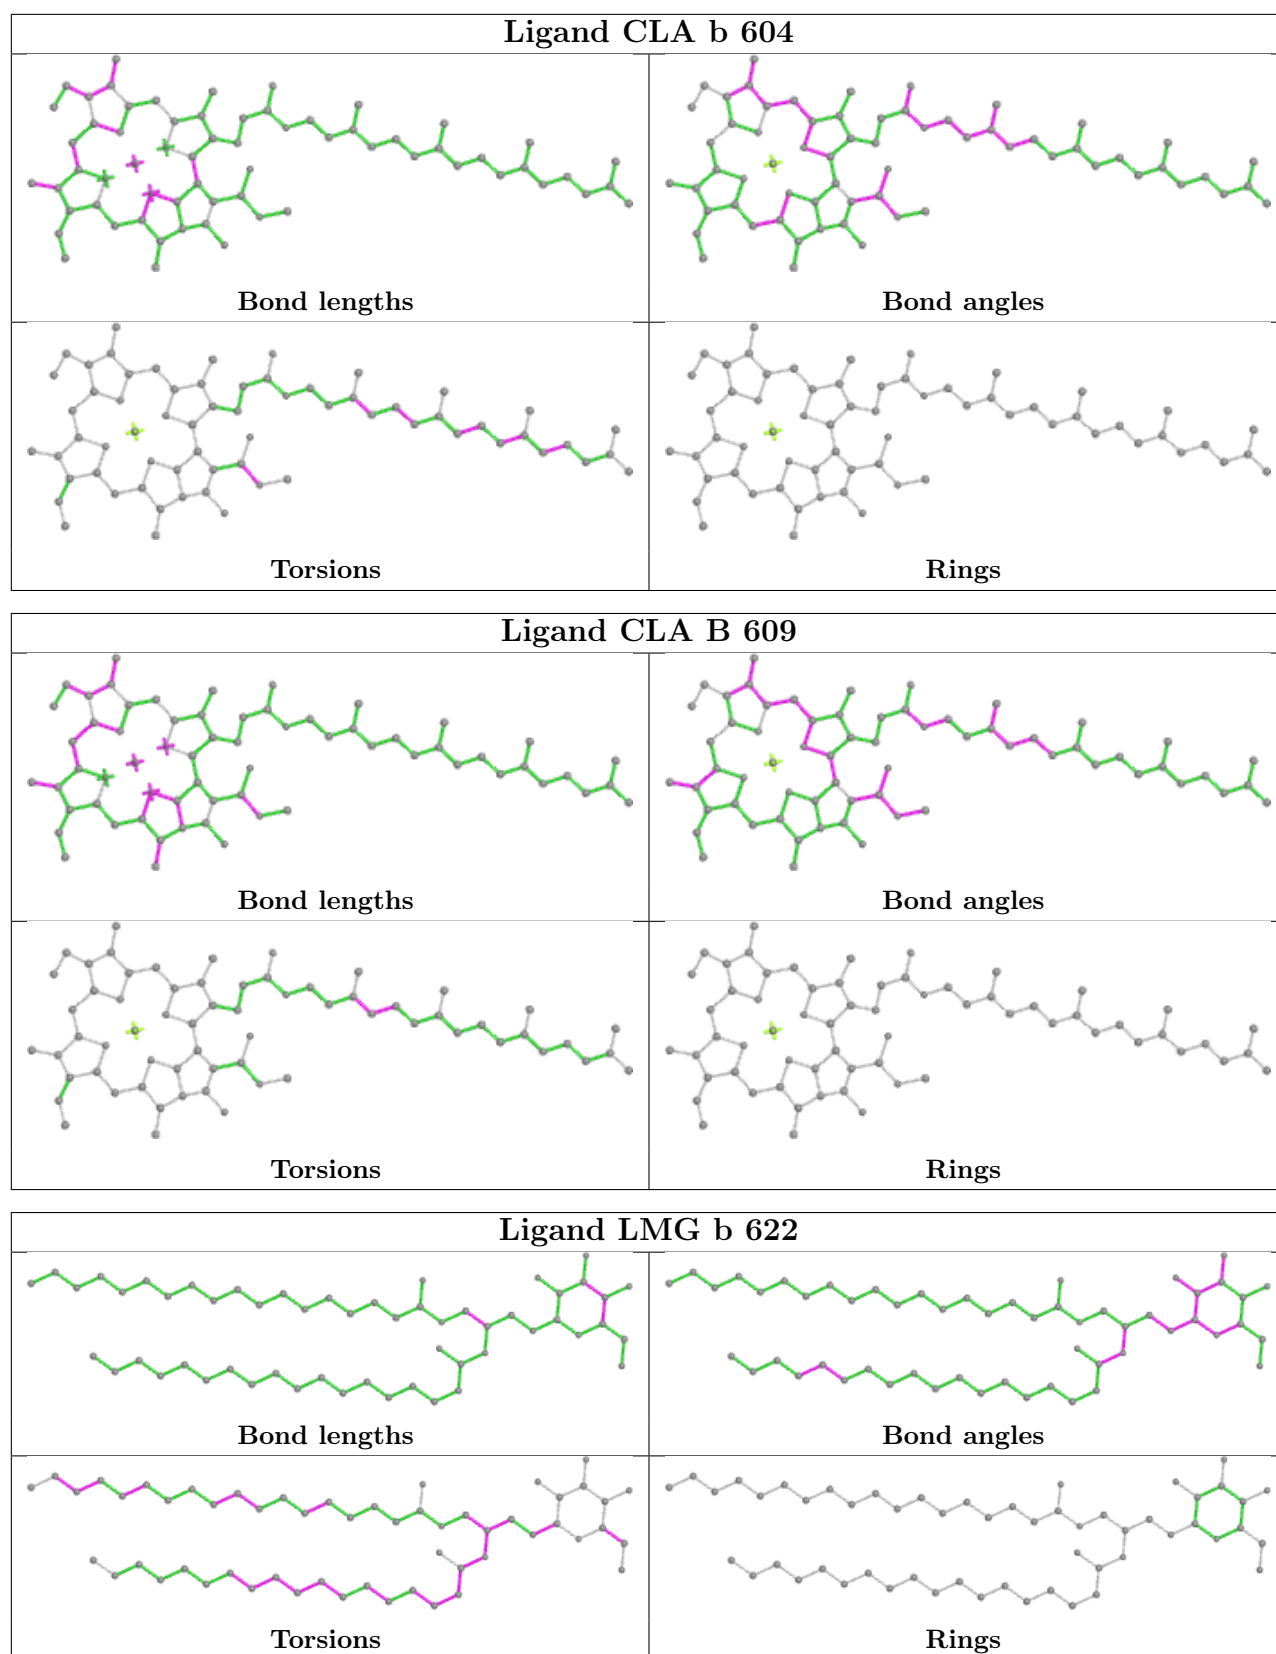 Ligand CLA b 604
Bond lengths
Bond angles
Torsions
Rings
Ligand CLA B 609
Bond lengths
Bond angles
Torsions
Rings
Ligand LMG b 622
Bond lengths
Bond angles
Torsions
Rings